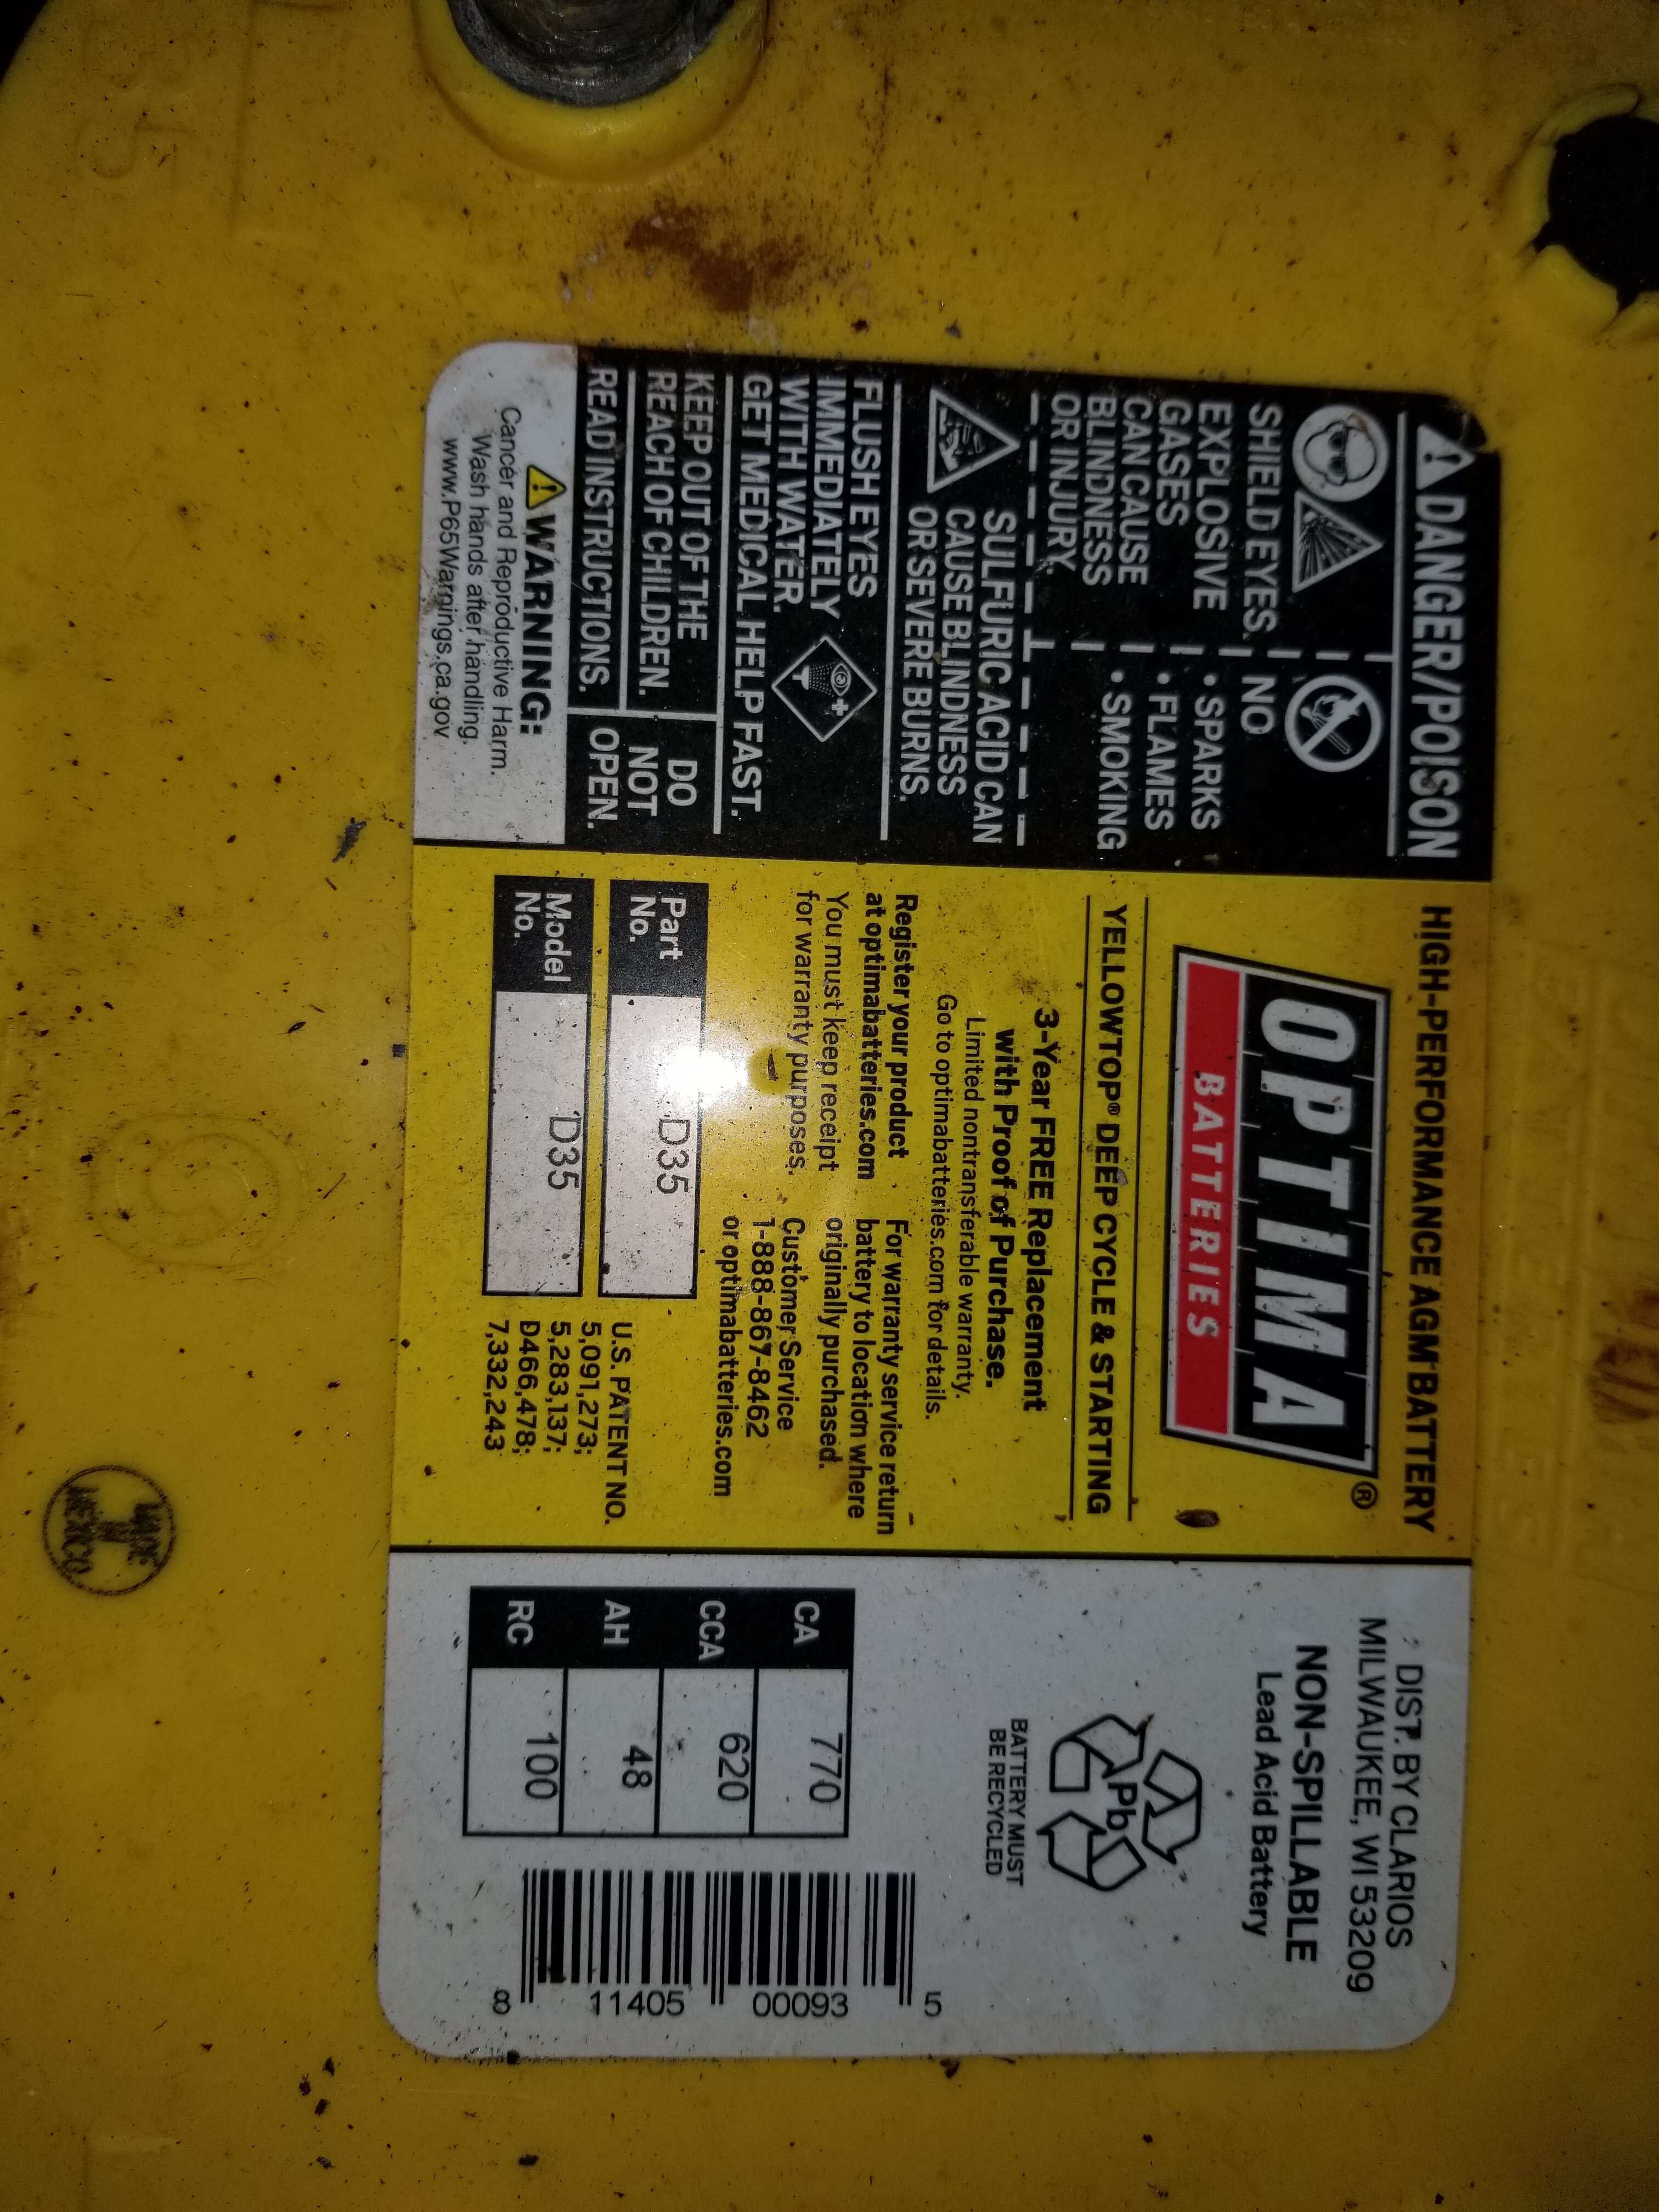 ⚠ DANGER/POISON
SHIELD EYES.
EXPLOSIVE
GASES
CAN CAUSE
BLINDNESS
OR INJURY.
NO
• SPARKS
• FLAMES
• SMOKING
SULFURIC ACID CAN
CAUSE BLINDNESS
OR SEVERE BURNS.
FLUSH EYES
IMMEDIATELY
WITH WATER.
GET MEDICAL HELP FAST.
KEEP OUT OF THE
REACH OF CHILDREN.
READ INSTRUCTIONS.
DO
NOT
OPEN.
⚠ WARNING:
Cancer and Reproductive Harm.
Wash hands after handling.
www.P65Warnings.ca.gov
HIGH-PERFORMANCE AGM BATTERY
OPTIMA®
BATTERIES
YELLOWTOP® DEEP CYCLE & STARTING
3-Year FREE Replacement
with Proof of Purchase.
Limited nontransferable warranty.
Go to optimabatteries.com for details.
Register your product
at optimabatteries.com
You must keep receipt
for warranty purposes.
For warranty service return
battery to location where
originally purchased.
Customer Service
1-888-867-8462
or optimabatteries.com
Part
No.
D35
Model
No.
D35
U.S. PATENT NO.
5,091,273;
5,283,137;
D466,478;
7,332,243
DIST. BY CLARIOS
MILWAUKEE, WI 53209
NON-SPILLABLE
Lead Acid Battery
Pb
BATTERY MUST
BE RECYCLED
CA 770
CCA 620
AH 48
RC 100
8 11405 00093 5
MADE
IN
MEXICO